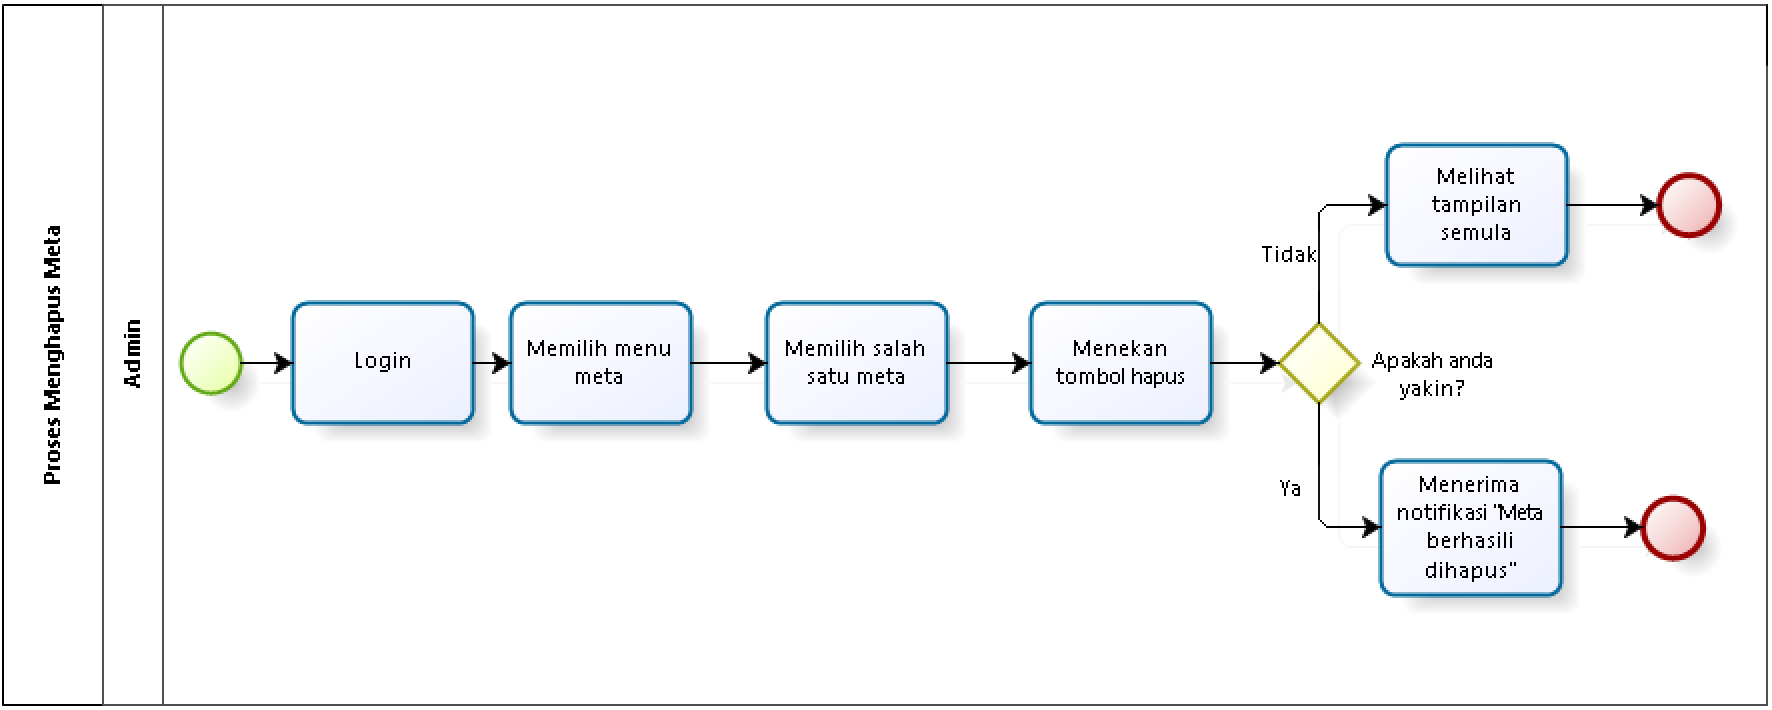 Proses Menghapus Meta
Admin
Login
Memilih menu
meta
Memilih salah
satu meta
Menekan
tombol hapus
Apakah anda
yakin?
Tidak
Melihat
tampilan
semula
Ya
Menerima
notifikasi "Meta
berhasili
dihapus"